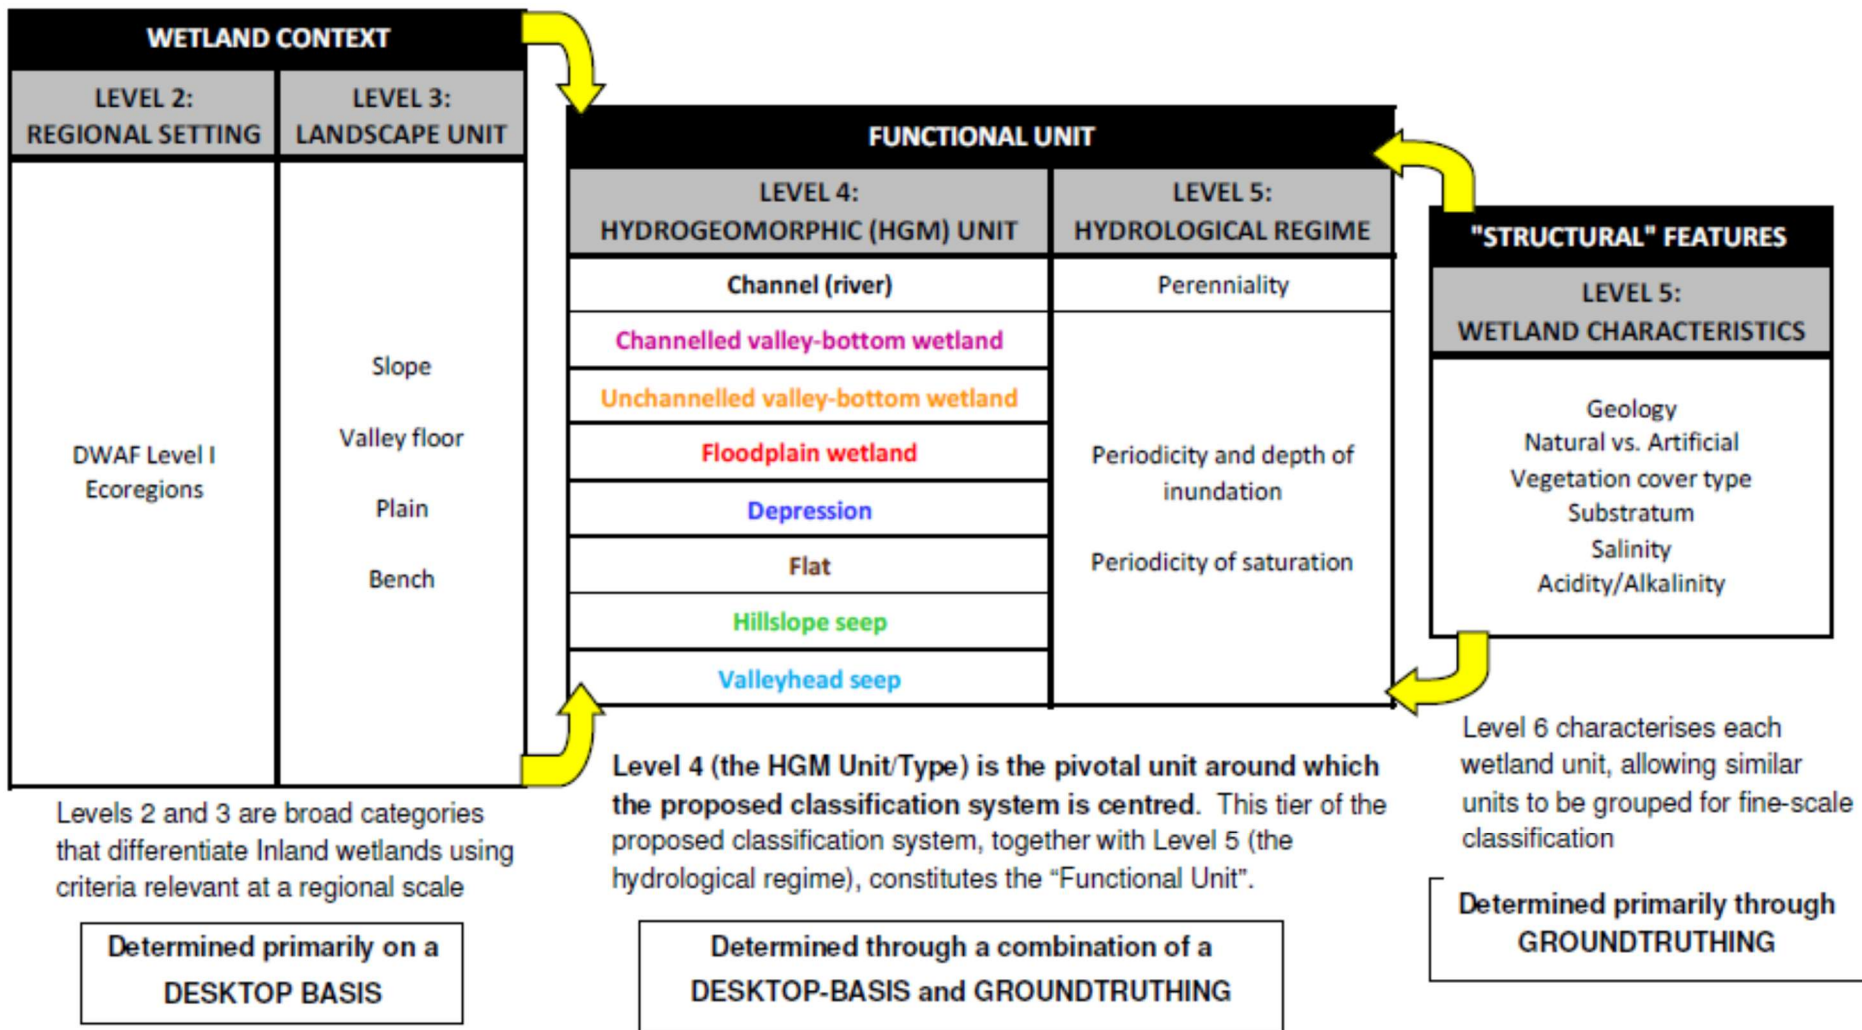 WETLAND CONTEXT
LEVEL 2:
REGIONAL SETTING
LEVEL 3:
LANDSCAPE UNIT
DWAF Level I
Ecoregions
Slope
Valley floor
Plain
Bench
Levels 2 and 3 are broad categories
that differentiate Inland wetlands using
criteria relevant at a regional scale
Determined primarily on a
DESKTOP BASIS
FUNCTIONAL UNIT
LEVEL 4:
HYDROGEOMORPHIC (HGM) UNIT
LEVEL 5:
HYDROLOGICAL REGIME
Channel (river)
Perenniality
Channelled valley-bottom wetland
Unchannelled valley-bottom wetland
Floodplain wetland
Depression
Flat
Hillslope seep
Valleyhead seep
Periodicity and depth of
inundation
Periodicity of saturation
Level 4 (the HGM Unit/Type) is the pivotal unit around which
the proposed classification system is centred. This tier of the
proposed classification system, together with Level 5 (the
hydrological regime), constitutes the “Functional Unit”.
Determined through a combination of a
DESKTOP-BASIS and GROUNDTRUTHING
"STRUCTURAL" FEATURES
LEVEL 5:
WETLAND CHARACTERISTICS
Geology
Natural vs. Artificial
Vegetation cover type
Substratum
Salinity
Acidity/Alkalinity
Level 6 characterises each
wetland unit, allowing similar
units to be grouped for fine-scale
classification
Determined primarily through
GROUNDTRUTHING